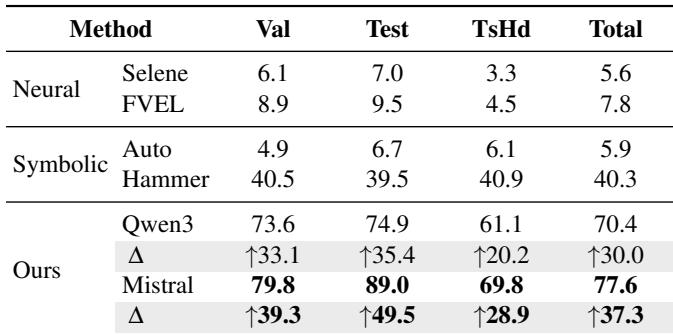 Method Val Test TsHd Total
Neural Selene 6.1 7.0 3.3 5.6
FVEL 8.9 9.5 4.5 7.8
Symbolic Auto 4.9 6.7 6.1 5.9
Hammer 40.5 39.5 40.9 40.3
Ours Qwen3 73.6 74.9 61.1 70.4
Δ ↑33.1 ↑35.4 ↑20.2 ↑30.0
Mistral 79.8 89.0 69.8 77.6
Δ ↑39.3 ↑49.5 ↑28.9 ↑37.3